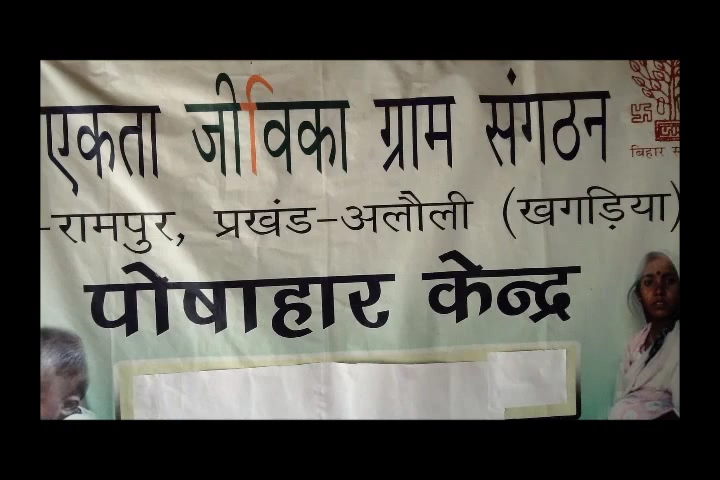 एकता जीविका ग्राम संगठन
बिहार
-रामपुर, प्रखंड-अलौली (खगड़िया)
पोषाहार केन्द्र